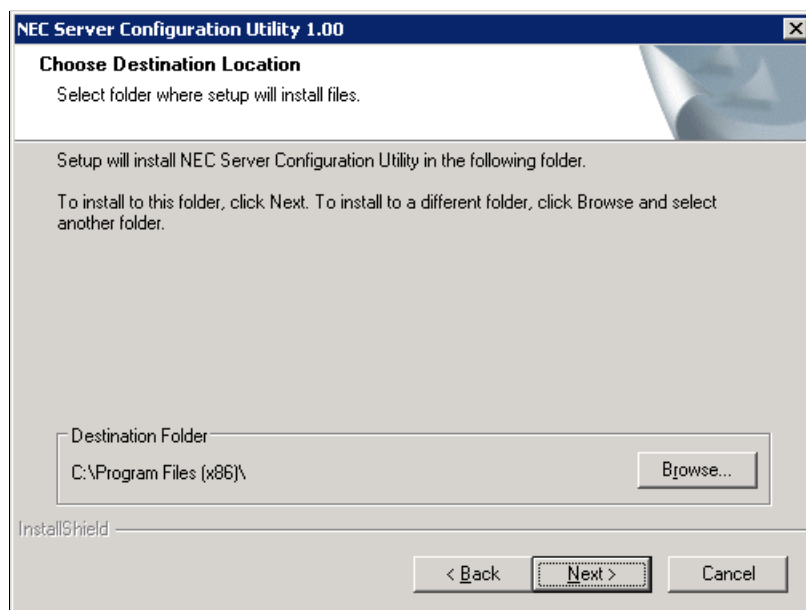 NEC Server Configuration Utility 1.00
Choose Destination Location
Select folder where setup will install files.
Setup will install NEC Server Configuration Utility in the following folder.
To install to this folder, click Next. To install to a different folder, click Browse and select
another folder.
Destination Folder
C:\Program Files (x86)\
Browse...
InstallShield
< Back
Next >
Cancel